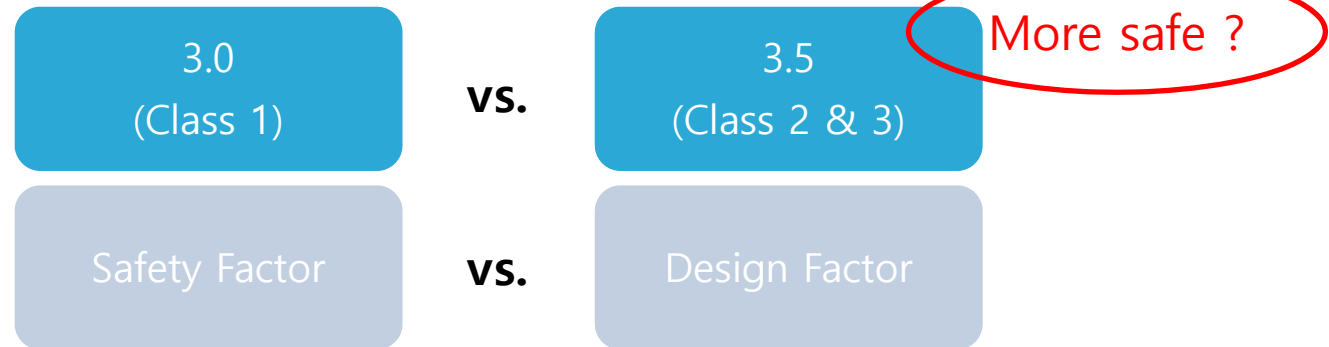 More safe ?
3.0
(Class 1)
vs.
3.5
(Class 2 & 3)
Safety Factor
vs.
Design Factor